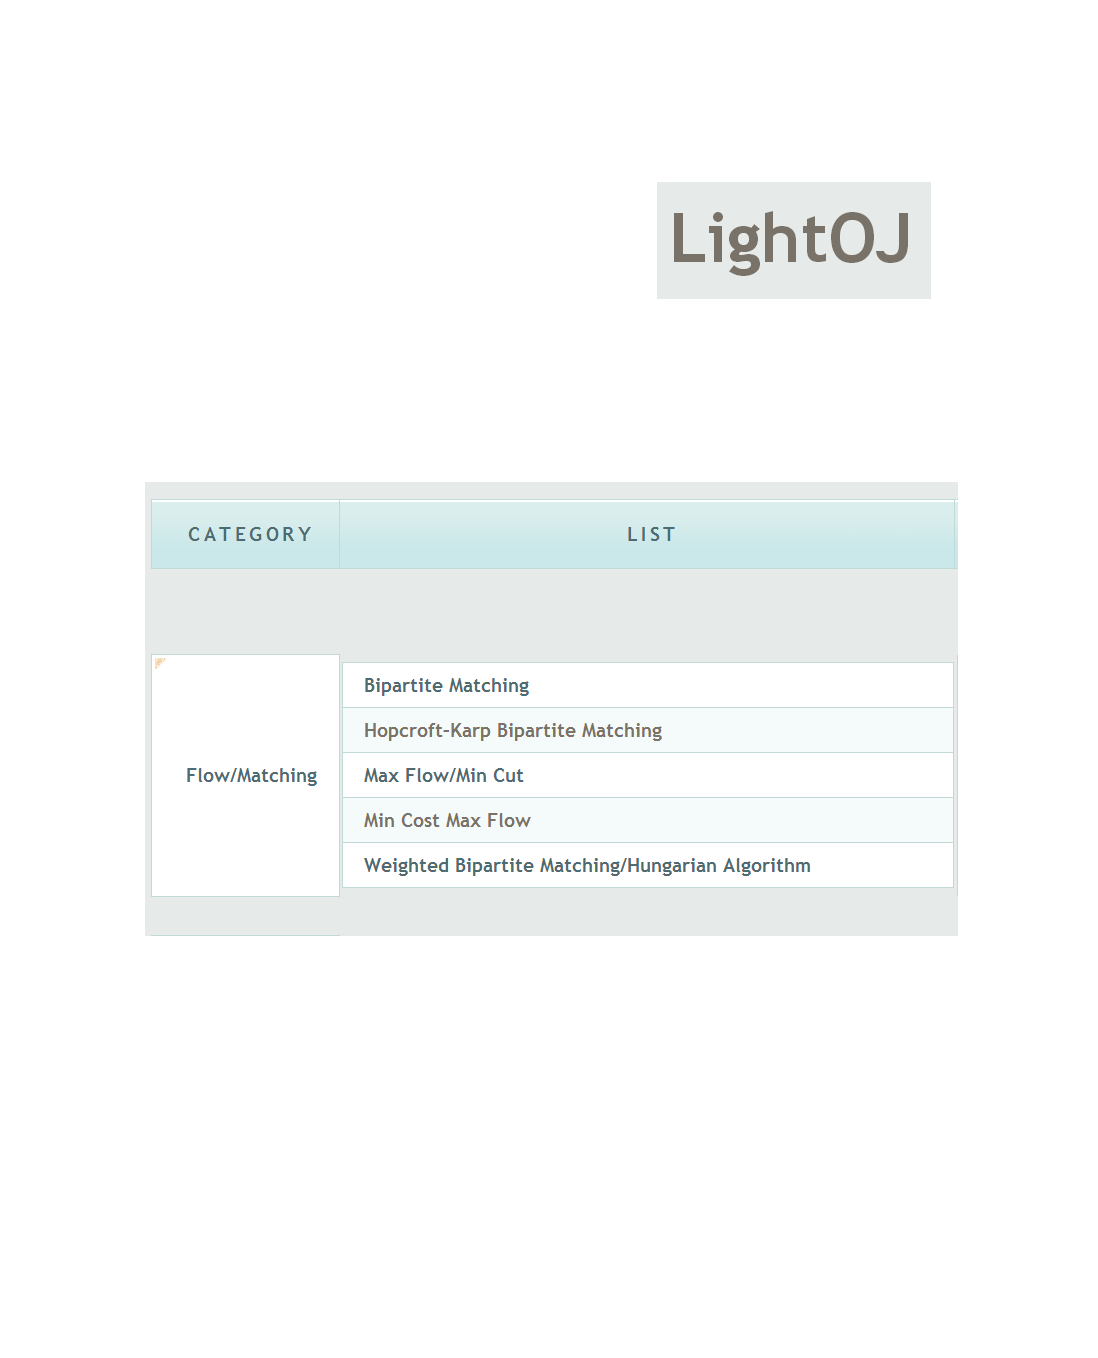 LightOJ
CATEGORY LIST
Bipartite Matching
Hopcroft-Karp Bipartite Matching
Flow/Matching Max Flow/Min Cut
Min Cost Max Flow
Weighted Bipartite Matching/Hungarian Algorithm